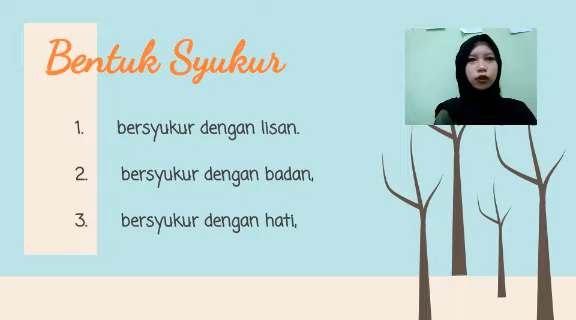 Bentuk Syukur
1. bersyukur dengan lisan.
2. bersyukur dengan badan,
3. bersyukur dengan hati,